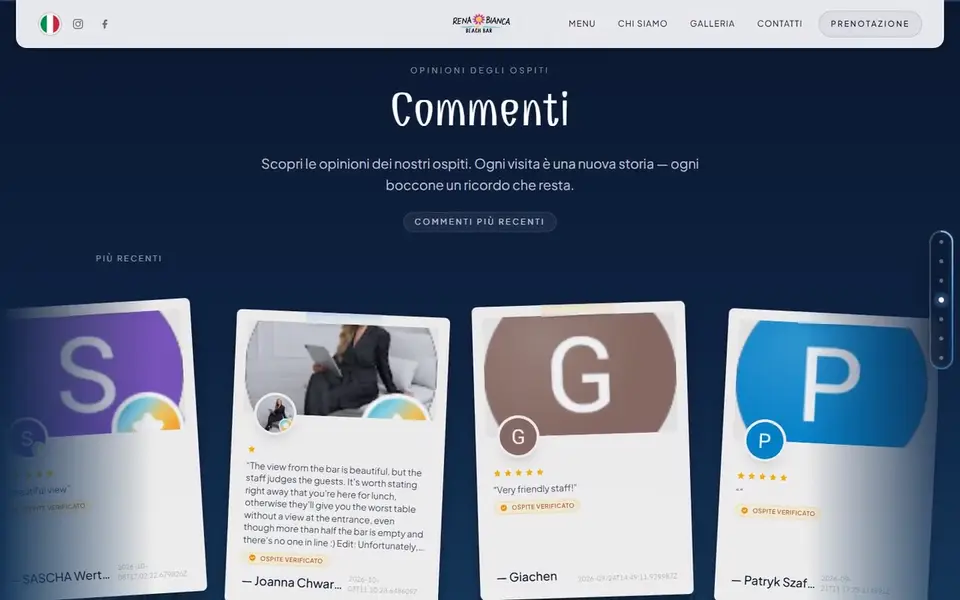 RENA BIANCA
BEACH BAR
MENU
CHI SIAMO
GALLERIA
CONTATTI
PRENOTAZIONE
OPINIONI DEGLI OSPITI
Commenti
Scopri le opinioni dei nostri ospiti. Ogni visita è una nuova storia — ogni
boccone un ricordo che resta.
COMMENTI PIÙ RECENTI
PIÙ RECENTI
S
S
view"
OSPITE VERIFICATO
— SASCHA Wert...
"The view from the bar is beautiful, but the
staff judges the guests. It's worth stating
right away that you're here for lunch,
otherwise they'll give you the worst table
without a view at the entrance, even
though more than half the bar is empty and
there's no one in line :) Edit: Unfortunately,...
OSPITE VERIFICATO
— Joanna Chwar...
G
G
"Very friendly staff!"
OSPITE VERIFICATO
— Giachen
P
P
""
OSPITE VERIFICATO
— Patryk Szaf...